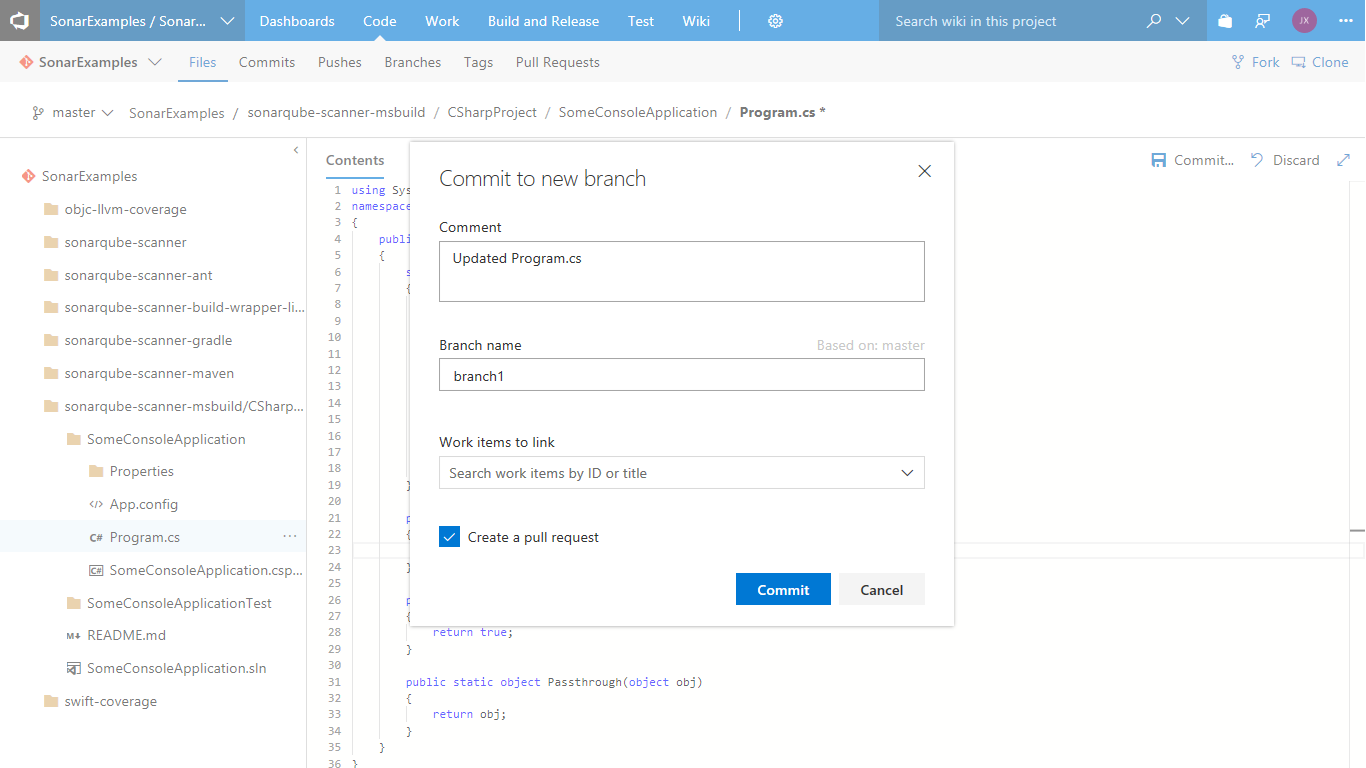 SonarExamples / Sonar... Dashboards Code Work Build and Release Test Wiki Search wiki in this project JX
SonarExamples Files Commits Pushes Branches Tags Pull Requests Fork Clone
master SonarExamples / sonarqube-scanner-msbuild / CSharpProject / SomeConsoleApplication / Program.cs *
SonarExamples
objc-llvm-coverage
sonarqube-scanner
sonarqube-scanner-ant
sonarqube-scanner-build-wrapper-li...
sonarqube-scanner-gradle
sonarqube-scanner-maven
sonarqube-scanner-msbuild/CSharp...
SomeConsoleApplication
Properties
App.config
C# Program.cs ...
C# SomeConsoleApplication.csp...
SomeConsoleApplicationTest
M↓ README.md
SomeConsoleApplication.sln
swift-coverage
Contents Commit... Discard
1 using Sys
2 namespace
3 {
4 publi
5 {
6 s
7 {
8
9
10
11
12
13
14
15
16
17
18
19 }
20
21 p
22 {
23
24 }
25
26 p
27 {
28 return true;
29 }
30
31 public static object Passthrough(object obj)
32 {
33 return obj;
34 }
35 }
36 }
Commit to new branch
Comment
Updated Program.cs
Branch name Based on: master
branch1
Work items to link
Search work items by ID or title
Create a pull request
Commit Cancel